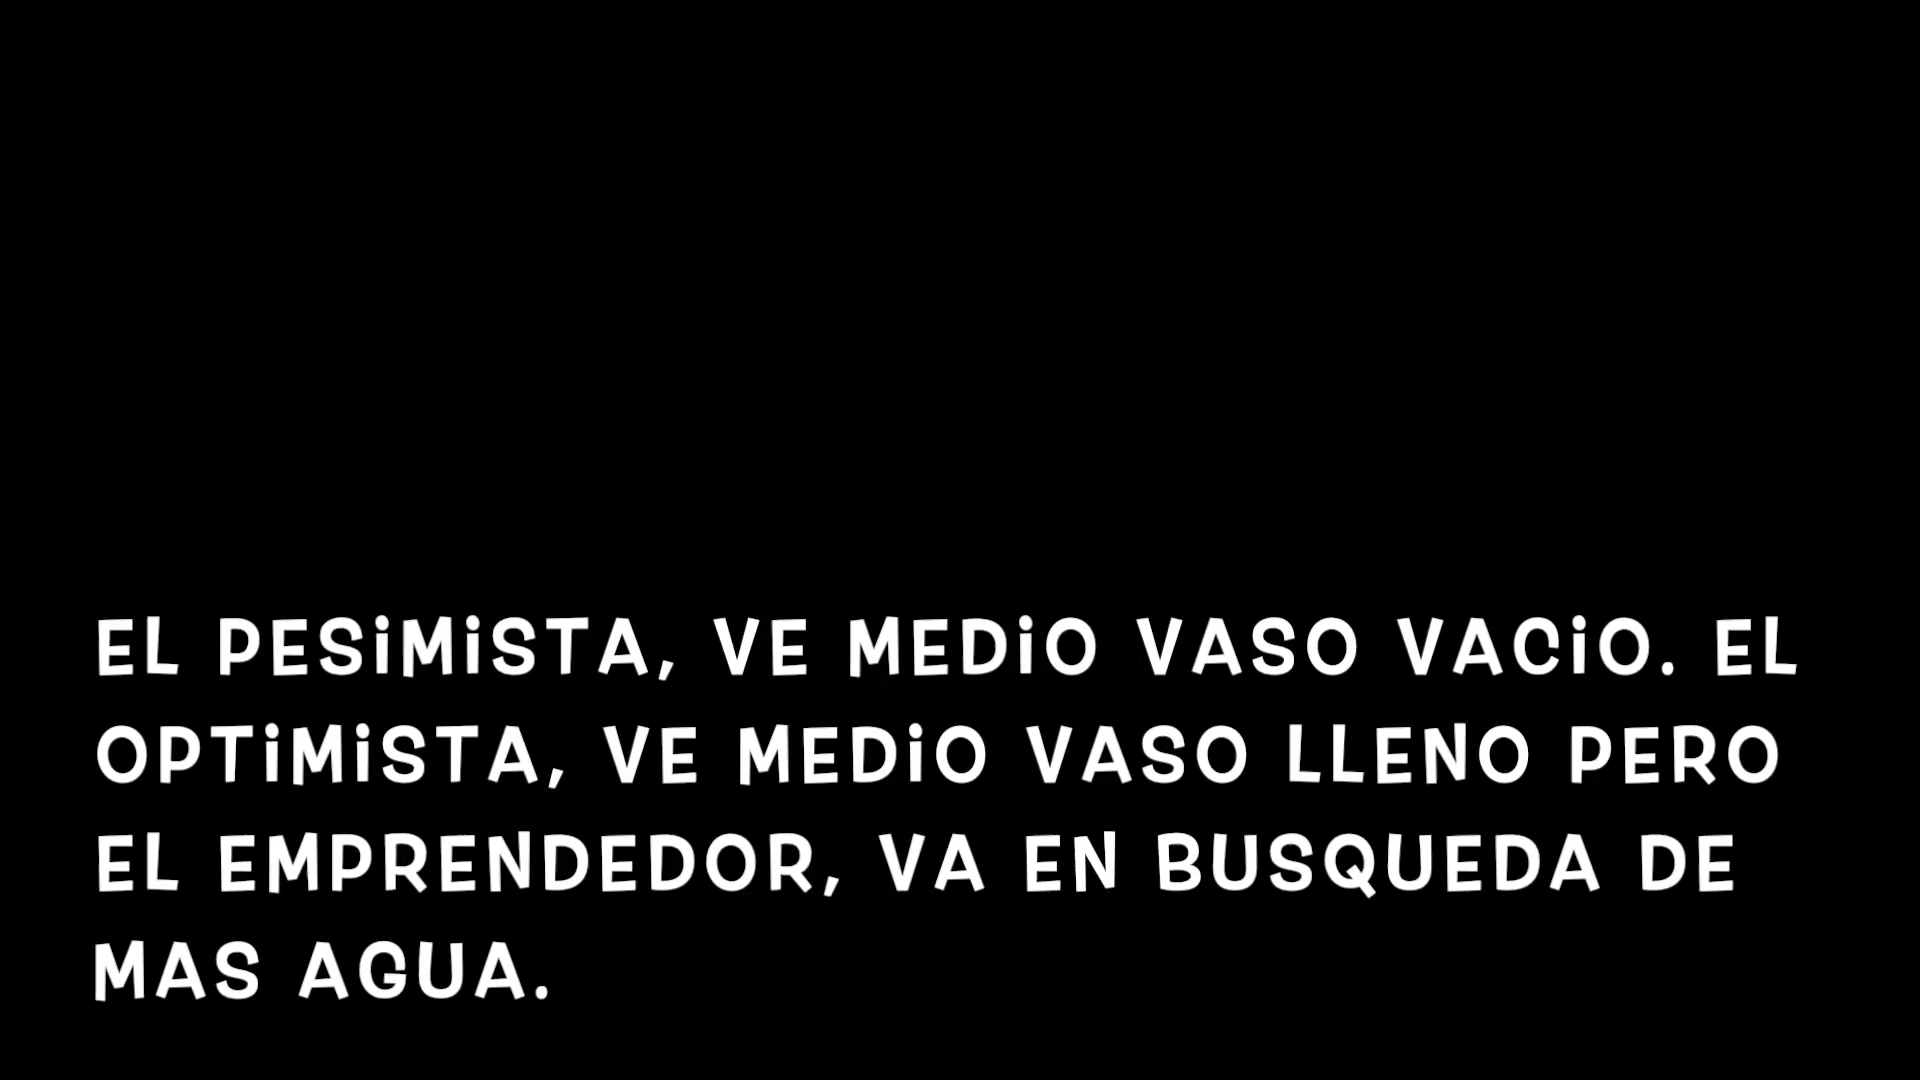 EL PESiMiSTA, VE MEDiO VASO VACiO. EL
OPTiMiSTA, VE MEDiO VASO LLENO PERO
EL EMPRENDEDOR, VA EN BUSQUEDA DE
MAS AGUA.